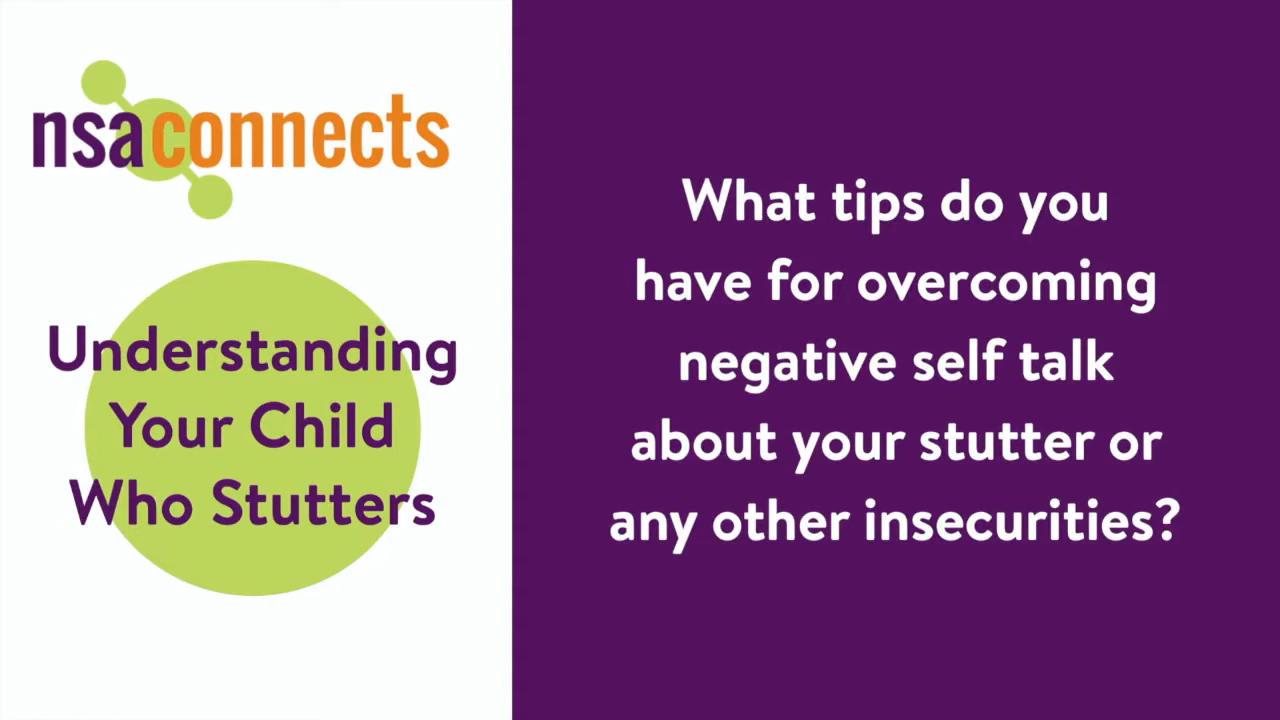 nsaconnects
Understanding
Your Child
Who Stutters
What tips do you
have for overcoming
negative self talk
about your stutter or
any other insecurities?